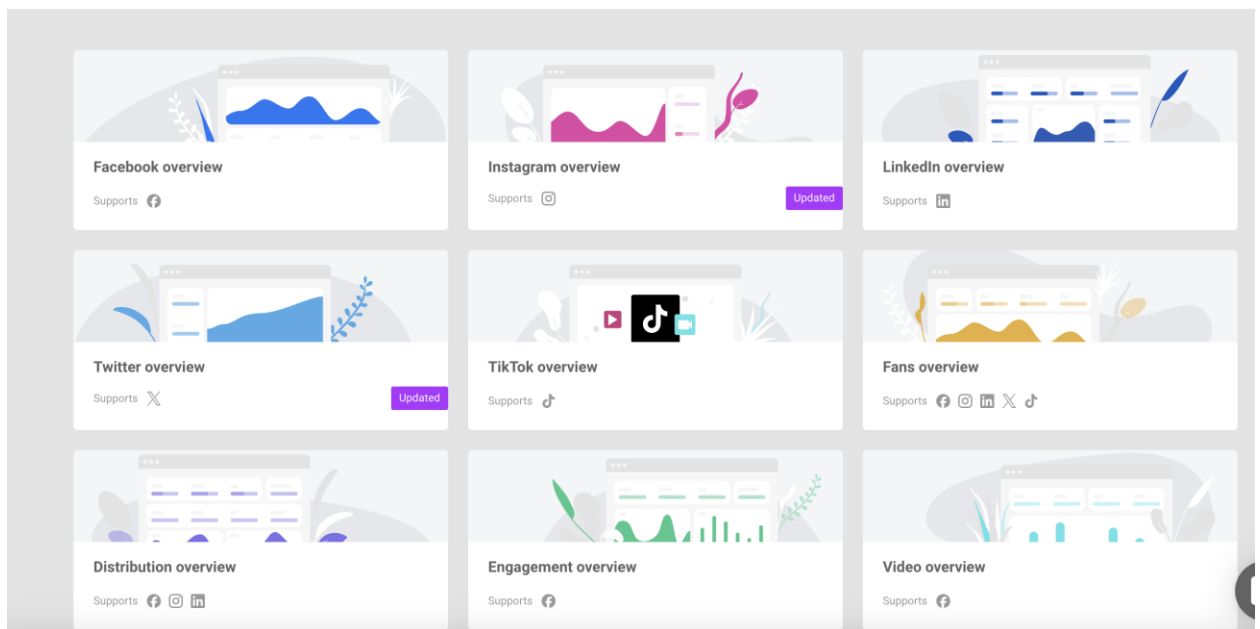 Facebook overview
Supports
Instagram overview
Supports
Updated
LinkedIn overview
Supports
Twitter overview
Supports
Updated
TikTok overview
Supports
Fans overview
Supports
Distribution overview
Supports
Engagement overview
Supports
Video overview
Supports